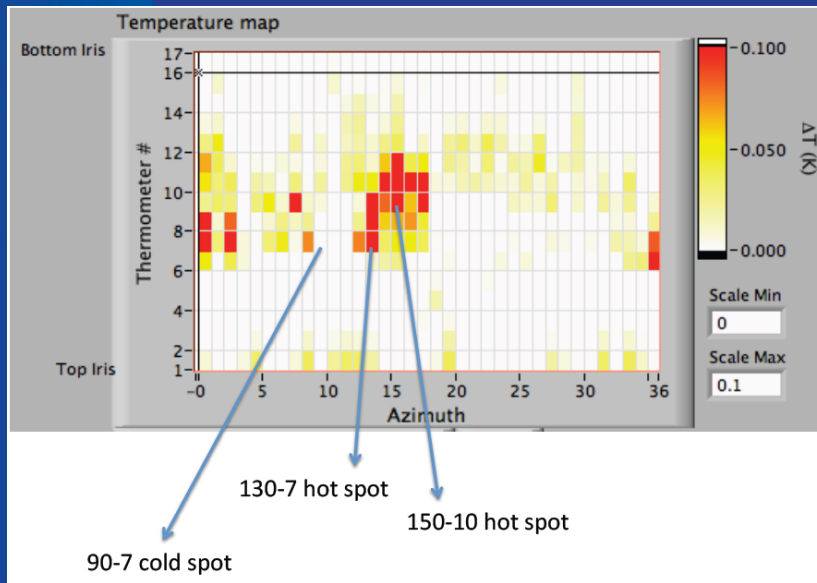 Temperature map
Bottom Iris
17
16
14
12
10
8
6
4
2
1
Thermometer #
Top Iris
0 5 10 15 20 25 30 36
Azimuth
0.100
0.050
0.000
ΔT (K)
Scale Min
0
Scale Max
0.1
130-7 hot spot
150-10 hot spot
90-7 cold spot